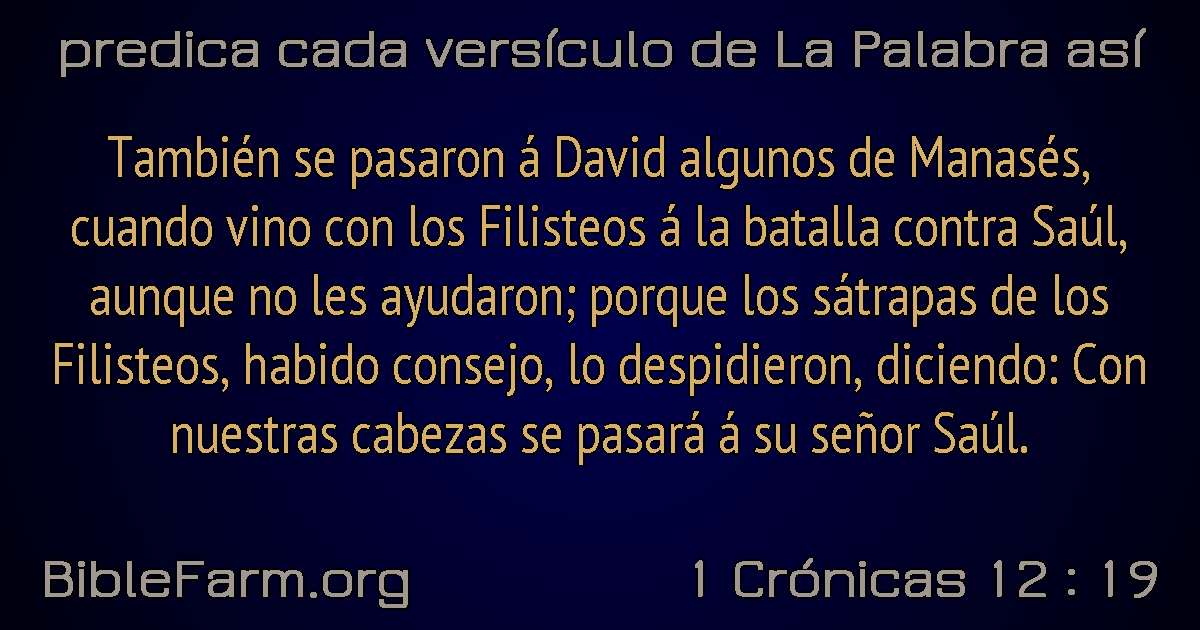 predica cada versículo de La Palabra así
También se pasaron á David algunos de Manasés,
cuando vino con los Filisteos á la batalla contra Saúl,
aunque no les ayudaron; porque los sátrapas de los
Filisteos, habido consejo, lo despidieron, diciendo: Con
nuestras cabezas se pasará á su señor Saúl.
BibleFarm.org
1 Crónicas 12 : 19